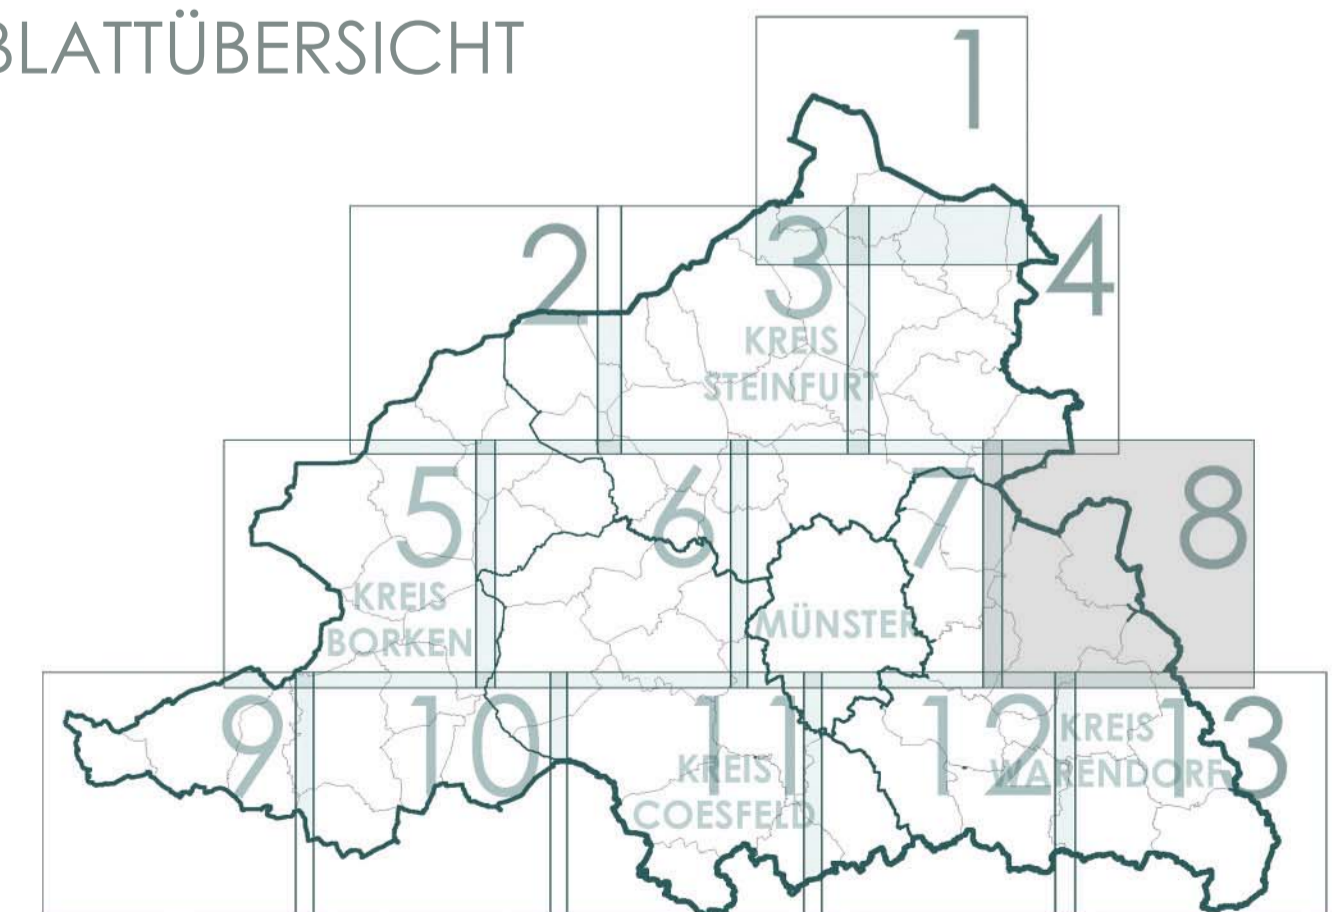 BLATTÜBERSICHT
1
2
3
4
KREIS
STEINFURT
5
6
7
8
KREIS
BORKEN
MÜNSTER
9
10
11
12
13
KREIS
COESFELD
KREIS
WARENDORF